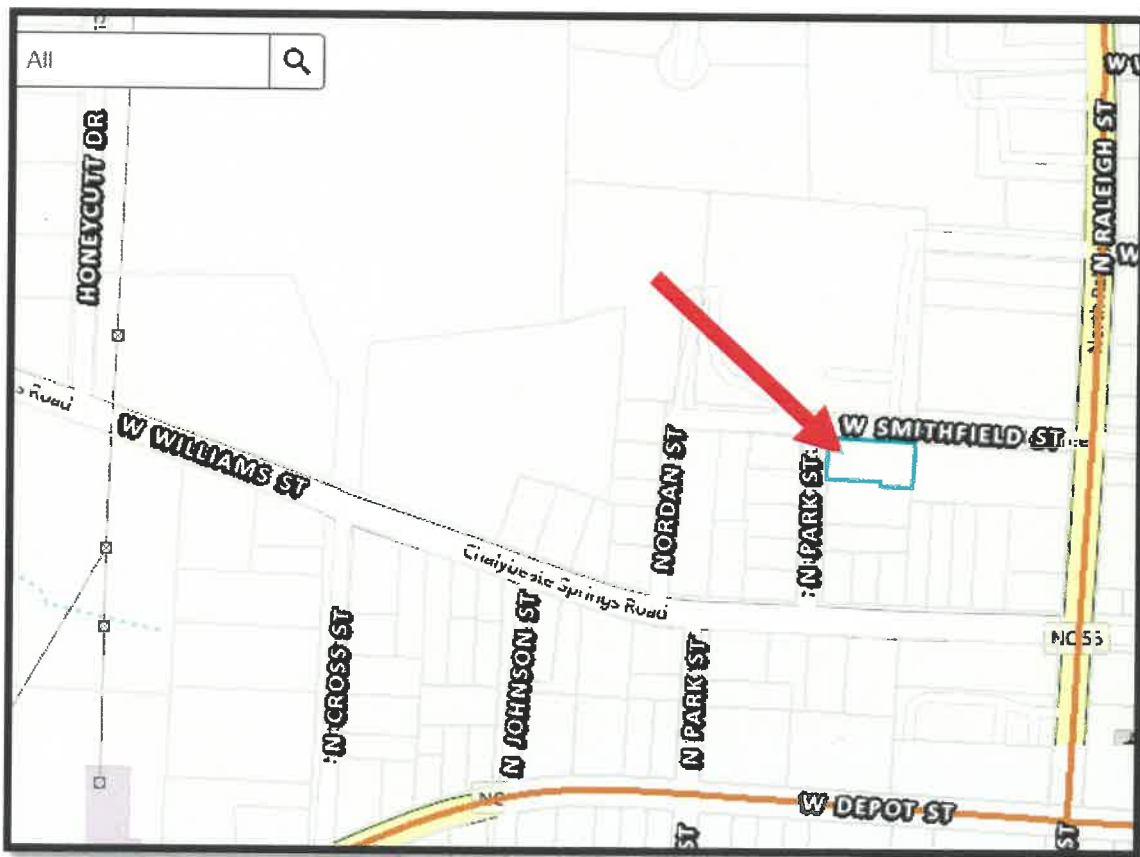 All
HONEYCUTT DR
N RALEIGH ST
W
W SMITHFIELD ST
Road
W WILLIAMS ST
NORDAN ST
N PARK ST
Chalybeate Springs Road
N CROSS ST
N JOHNSON ST
N PARK ST
NC 55
W DEPOT ST
ST
ST